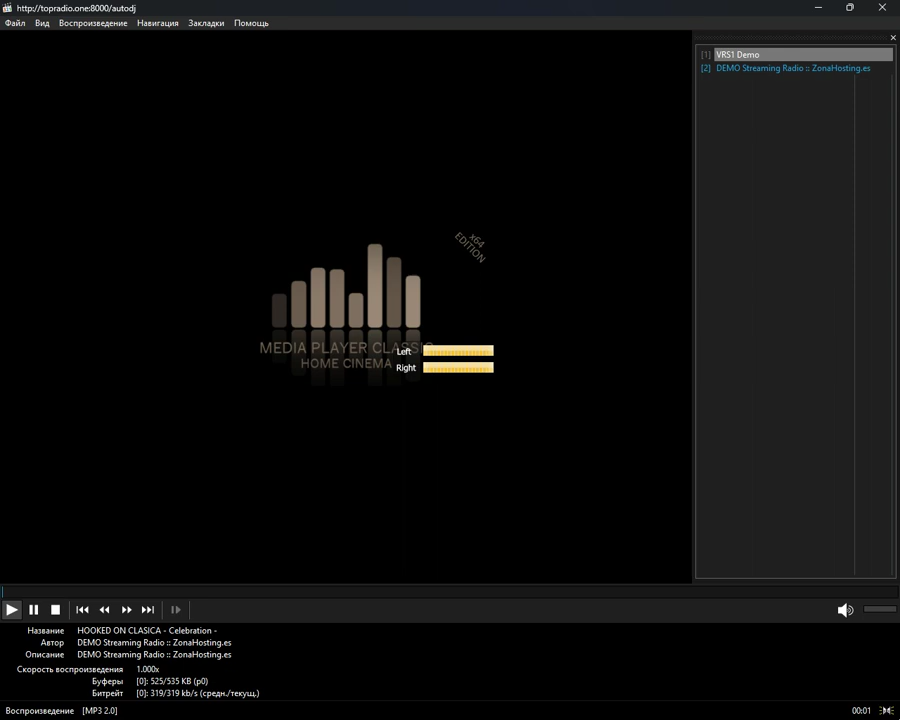 http://topradio.one:8000/autodj
Файл Вид Воспроизведение Навигация Закладки Помощь
[1] VRS1 Demo
[2] DEMO Streaming Radio :: ZonaHosting.es
x64
EDITION
MEDIA PLAYER CLASSIC
HOME CINEMA
Left
Right
Название HOOKED ON CLASICA - Celebration -
Автор DEMO Streaming Radio :: ZonaHosting.es
Описание DEMO Streaming Radio :: ZonaHosting.es
Скорость воспроизведения 1.000x
Буферы [0]: 525/535 KB (p0)
Битрейт [0]: 319/319 kb/s (средн./текущ.)
Воспроизведение [MP3 2.0] 00:01